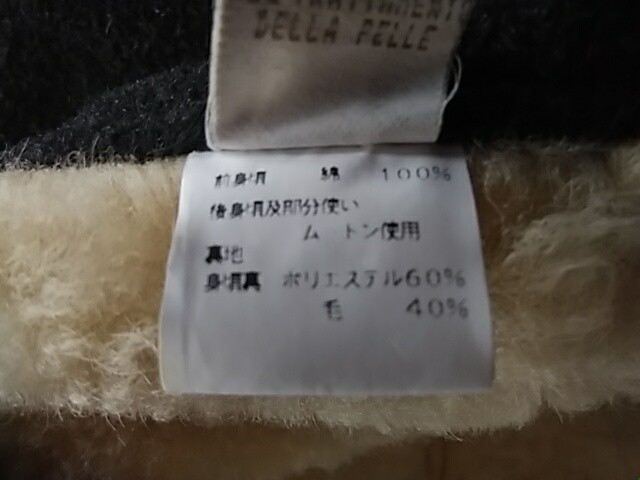 DELLA PELLE
前身頃 綿 100%
後身頃及部分使い
ム トン使用
裏地
身頃裏 ポリエステル60%
毛 40%